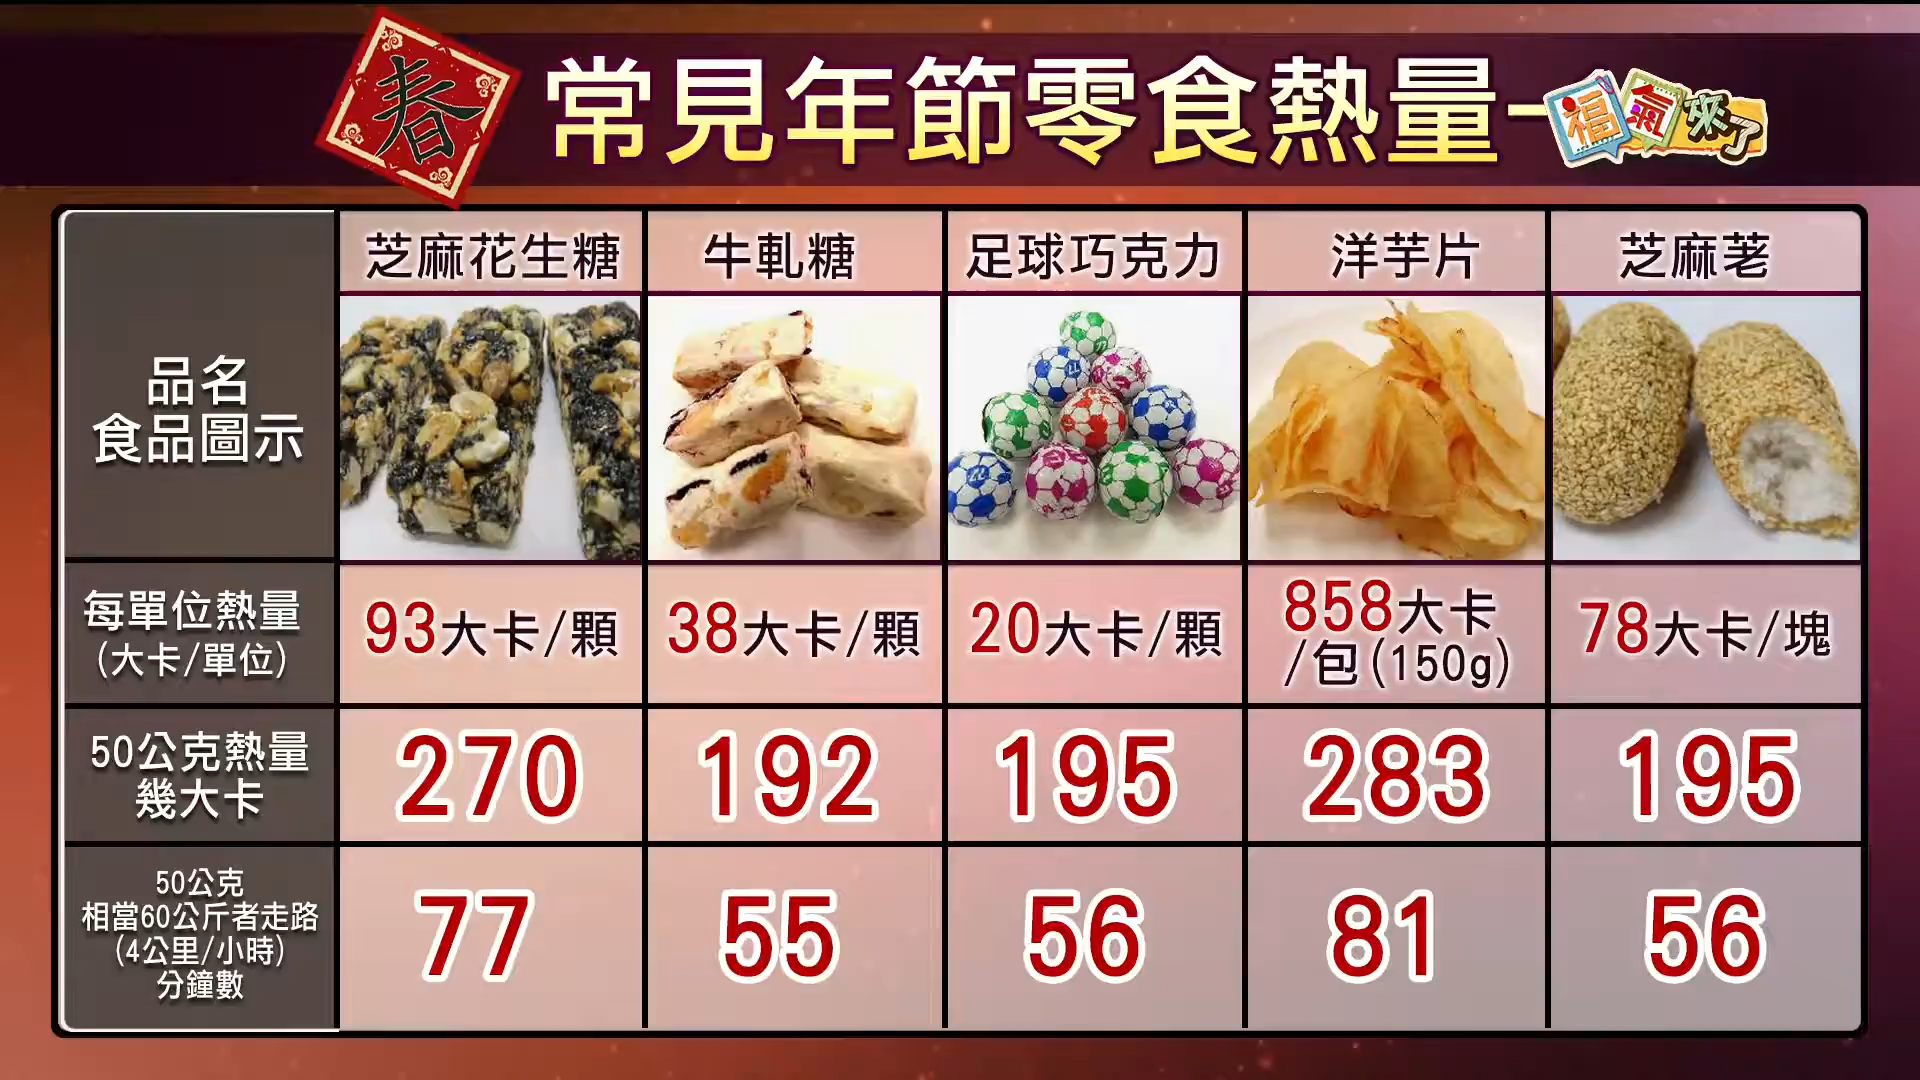 春
常見年節零食熱量-
福氣來了
品名
食品圖示
芝麻花生糖
牛軋糖
足球巧克力
洋芋片
芝麻荖
每單位熱量
(大卡/單位)
93大卡/顆
38大卡/顆
20大卡/顆
858大卡
/包(150g)
78大卡/塊
50公克熱量
幾大卡
270
192
195
283
195
50公克
相當60公斤者走路
(4公里/小時)
分鐘數
77
55
56
81
56